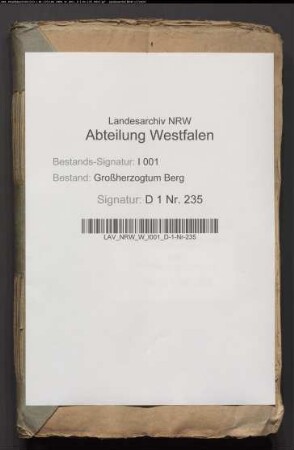 Landesarchiv NRW
Abteilung Westfalen
Bestands-Signatur: I 001
Bestand: Großherzogtum Berg
Signatur: D 1 Nr. 235
LAV_NRW_W_I001_D-1-Nr-235